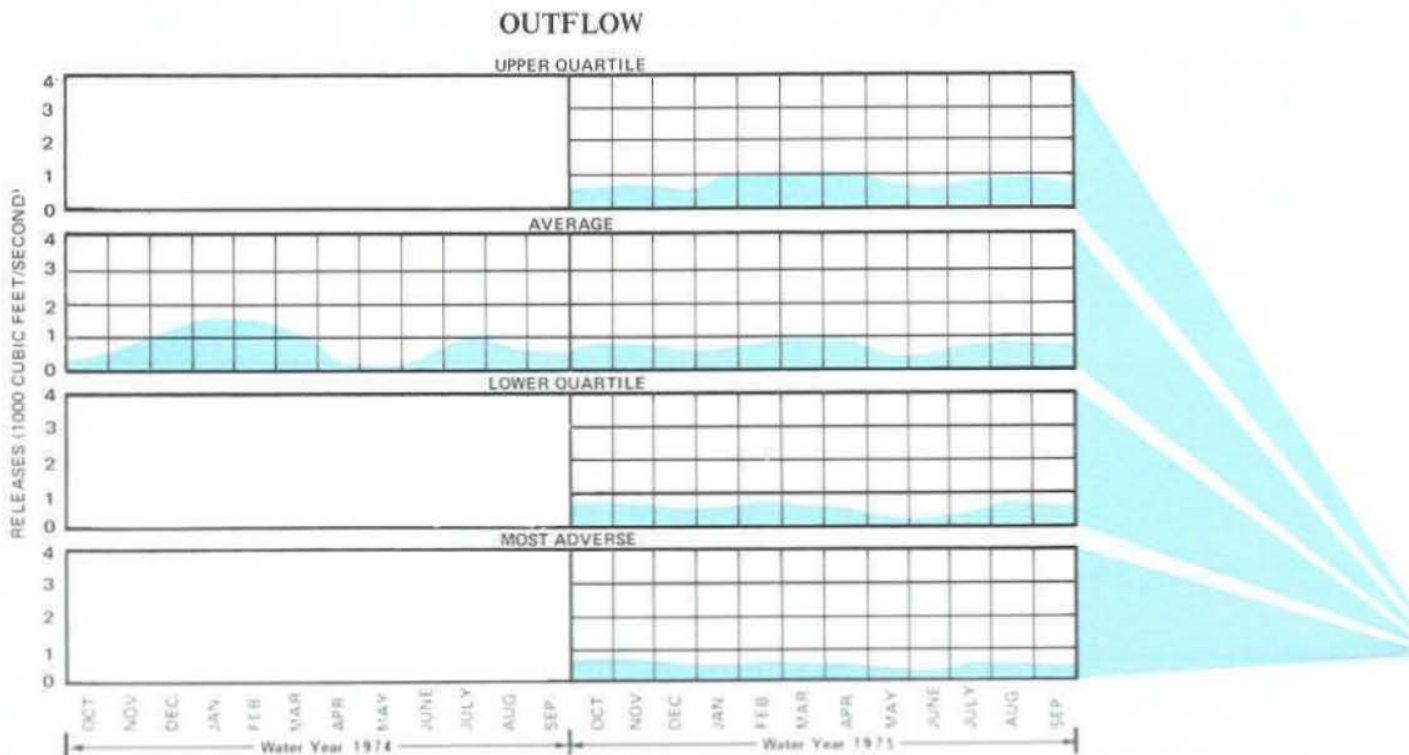 OUTFLOW
UPPER QUARTILE
4
3
2
1
0
AVERAGE
4
3
2
1
0
LOWER QUARTILE
4
3
2
1
0
MOST ADVERSE
4
3
2
1
0
RELEASES (1000 CUBIC FEET/SECOND)
OCT NOV DEC JAN FEB MAR APR MAY JUNE JULY AUG SEP OCT NOV DEC JAN FEB MAR APR MAY JUNE JULY AUG SEP
Water Year 1974 Water Year 1975